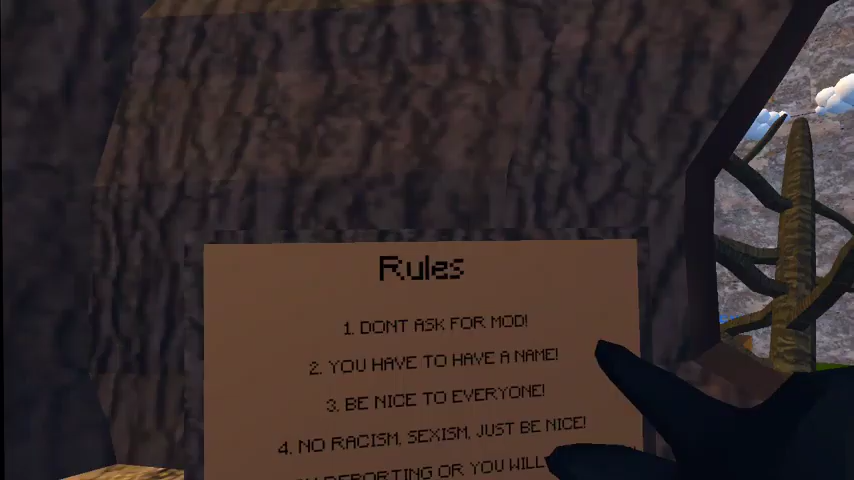 Rules
1. DONT ASK FOR MOD!
2. YOU HAVE TO HAVE A NAME!
3. BE NICE TO EVERYONE!
4. NO RACISM, SEXISM, JUST BE NICE!
REPORTING OR YOU WILL